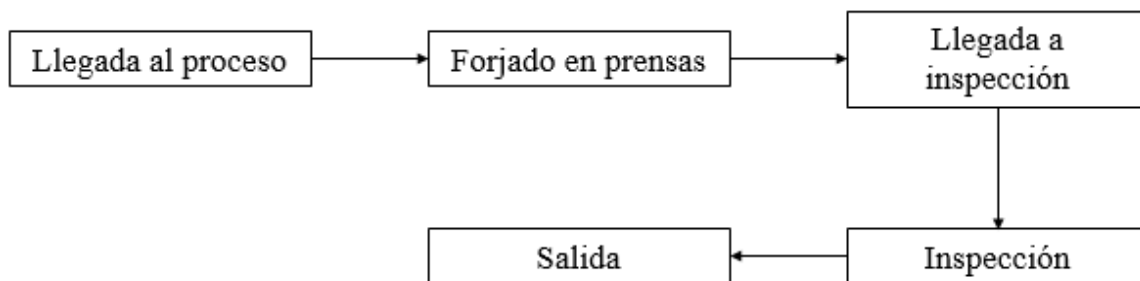 Llegada al proceso
Forjado en prensas
Llegada a
inspección
Inspección
Salida